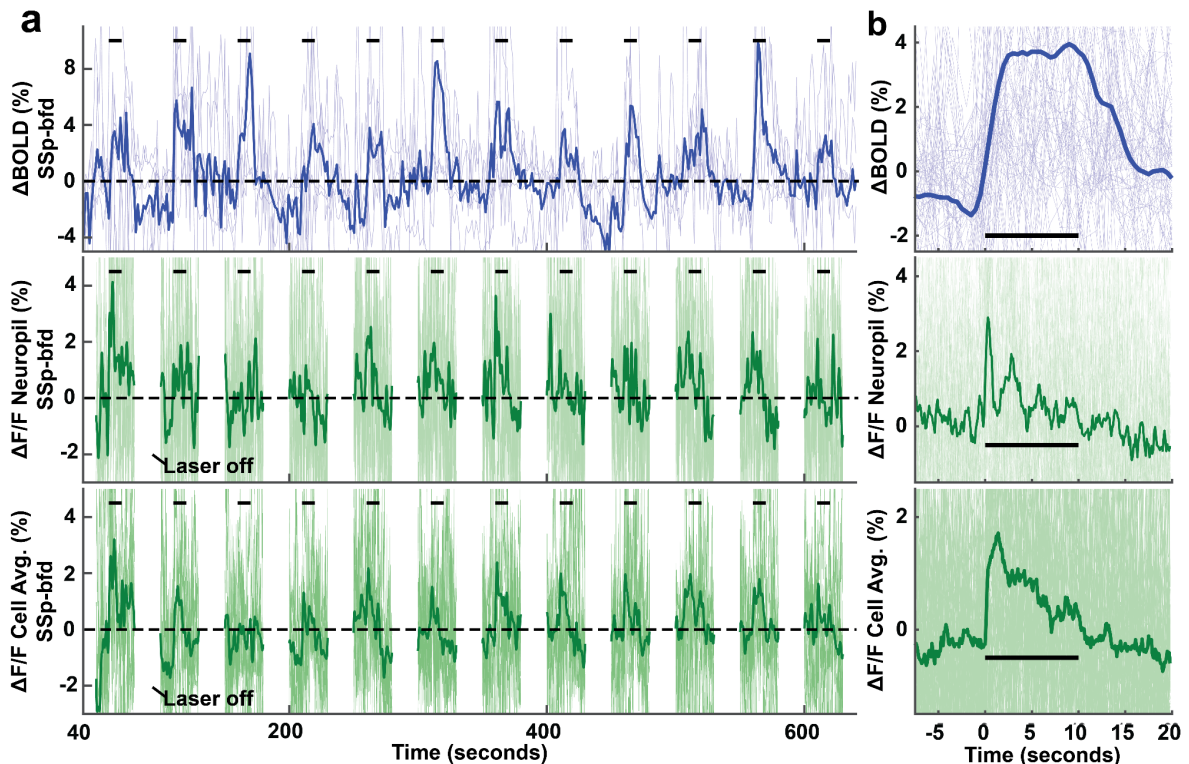 a
ΔBOLD (%)
SSp-bfd
8
4
0
-4
ΔF/F Neuropil (%)
SSp-bfd
4
2
0
-2
Laser off
ΔF/F Cell Avg. (%)
SSp-bfd
4
2
0
-2
Laser off
40
200
400
600
Time (seconds)
b
ΔBOLD (%)
4
2
0
-2
ΔF/F Neuropil (%)
4
2
0
ΔF/F Cell Avg. (%)
2
0
-5
0
5
10
15
20
Time (seconds)